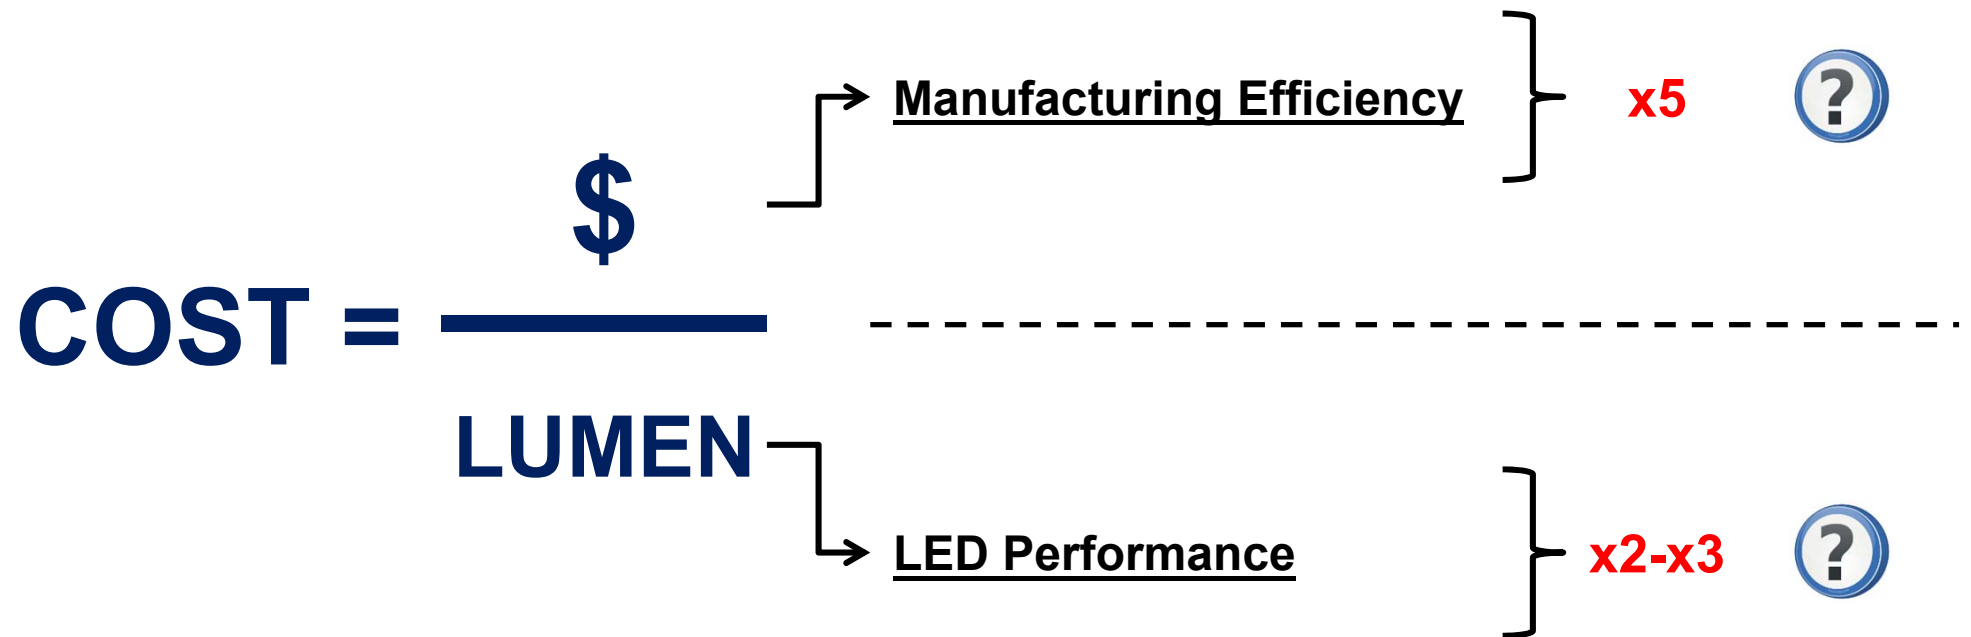 Manufacturing Efficiency
x5
?
$
COST =
LUMEN
LED Performance
x2-x3
?